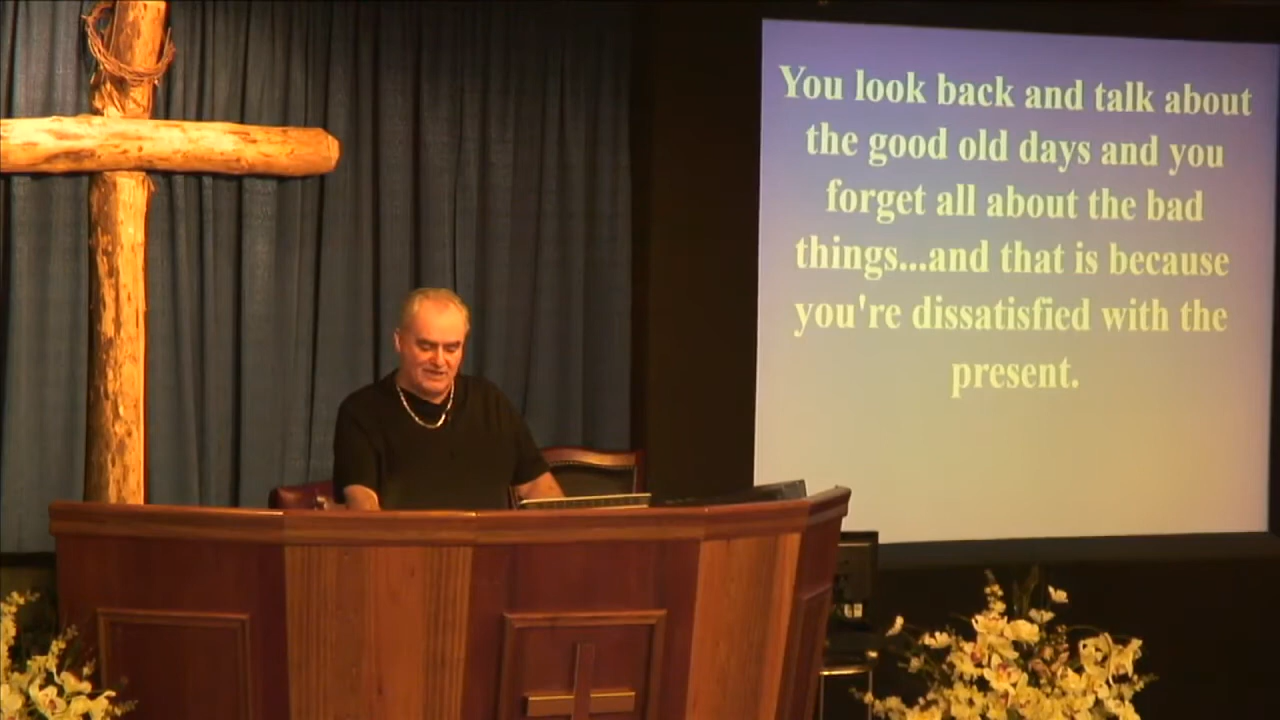 You look back and talk about
the good old days and you
forget all about the bad
things...and that is because
you're dissatisfied with the
present.